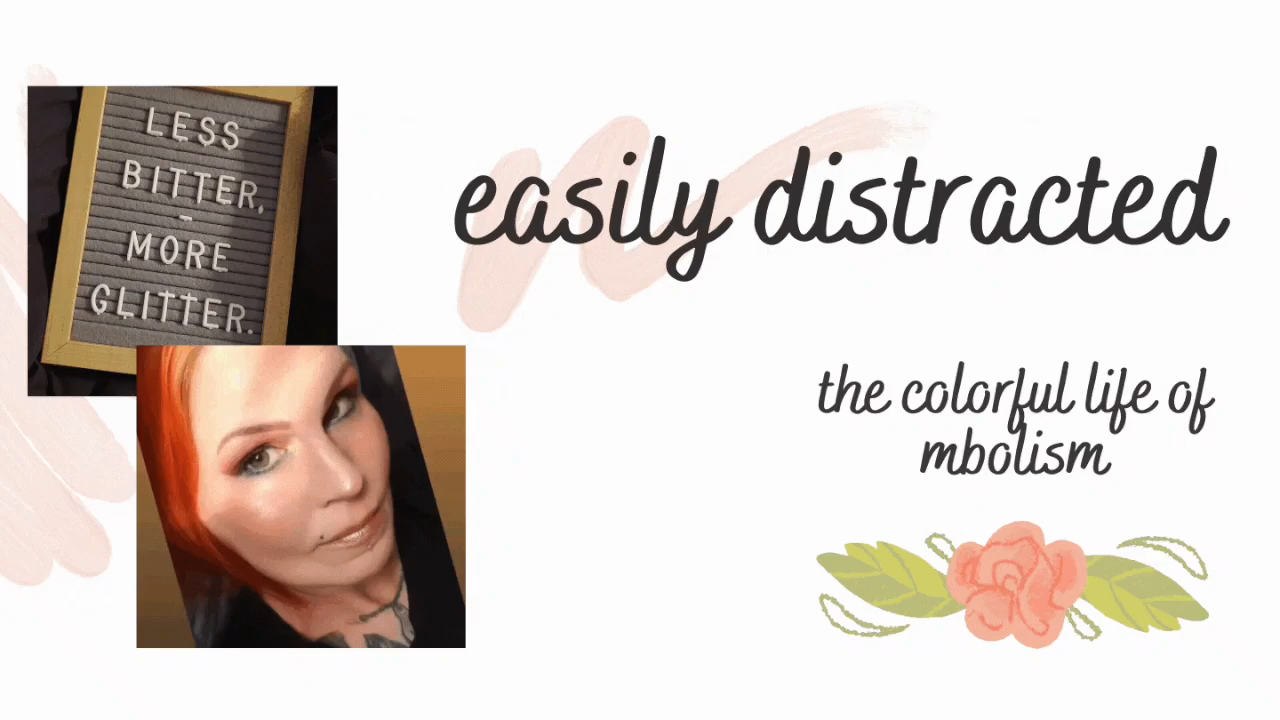 LESS
BITTER,
-
MORE
GLITTER.
easily distracted
the colorful life of
mbolism